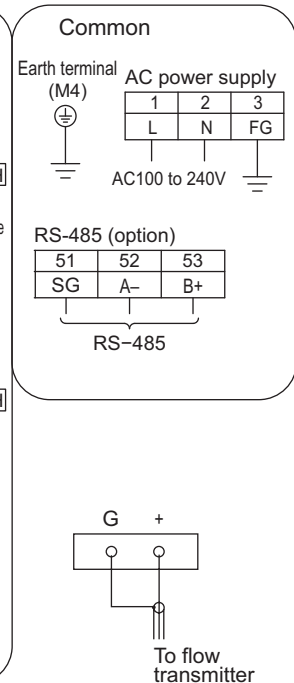 Common
Earth terminal
(M4)
AC power supply
1 2 3
L N FG
AC100 to 240V
RS-485 (option)
51 52 53
SG A– B+
RS−485
G +
To flow
transmitter